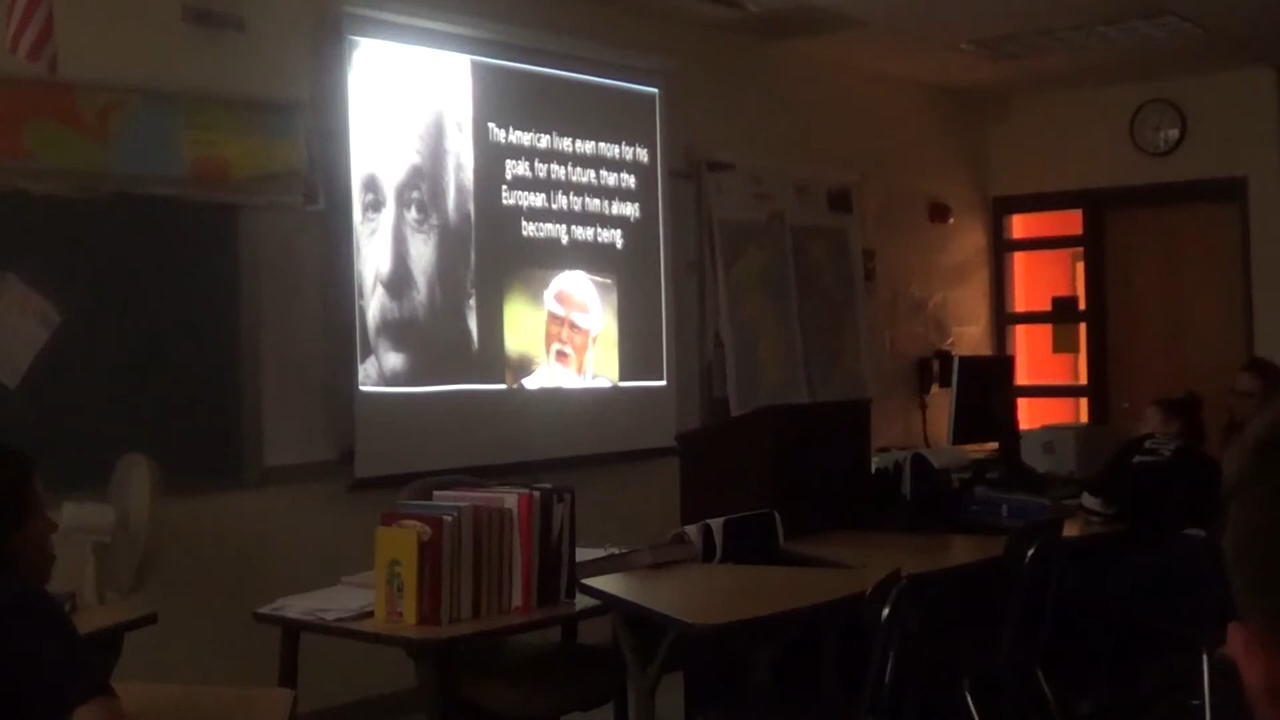 The American lives even more for his
goals, for the future, than the
European. Life for him is always
becoming, never being.